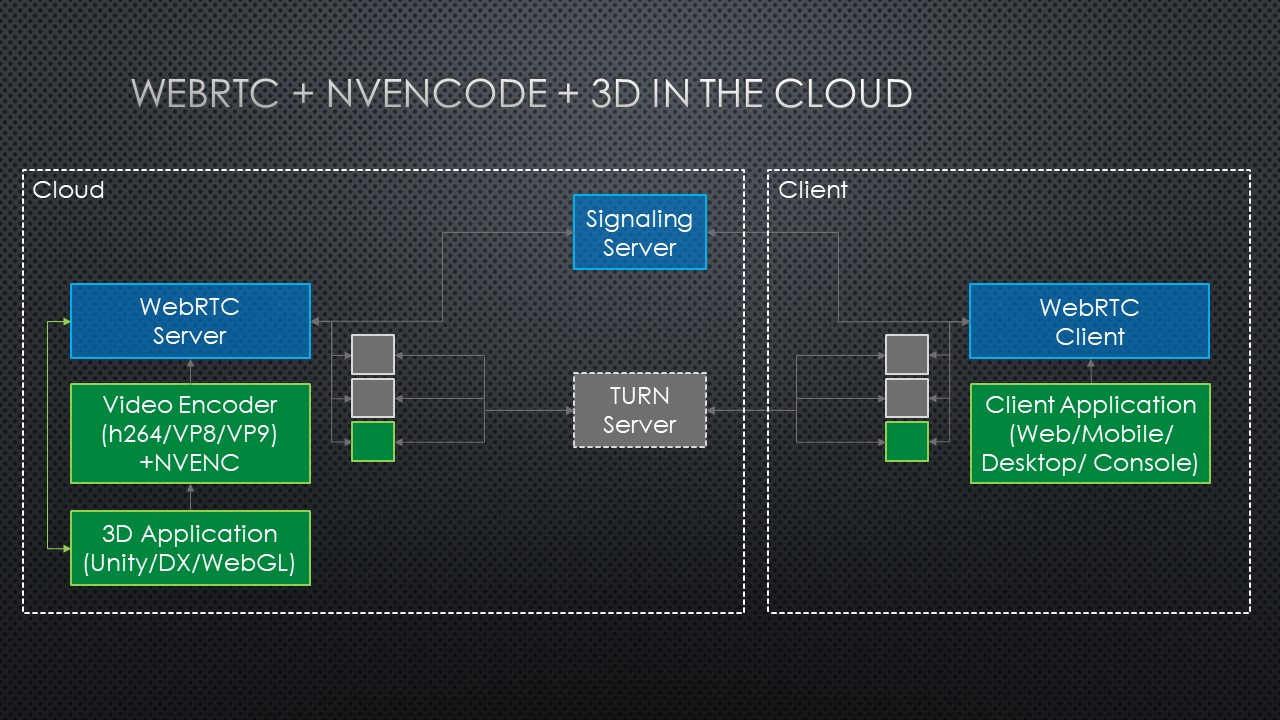 WEBRTC + NVENCODE + 3D IN THE CLOUD
Cloud
Client
Signaling
Server
WebRTC
Server
WebRTC
Client
Video Encoder
(h264/VP8/VP9)
+NVENC
TURN
Server
Client Application
(Web/Mobile/
Desktop/ Console)
3D Application
(Unity/DX/WebGL)